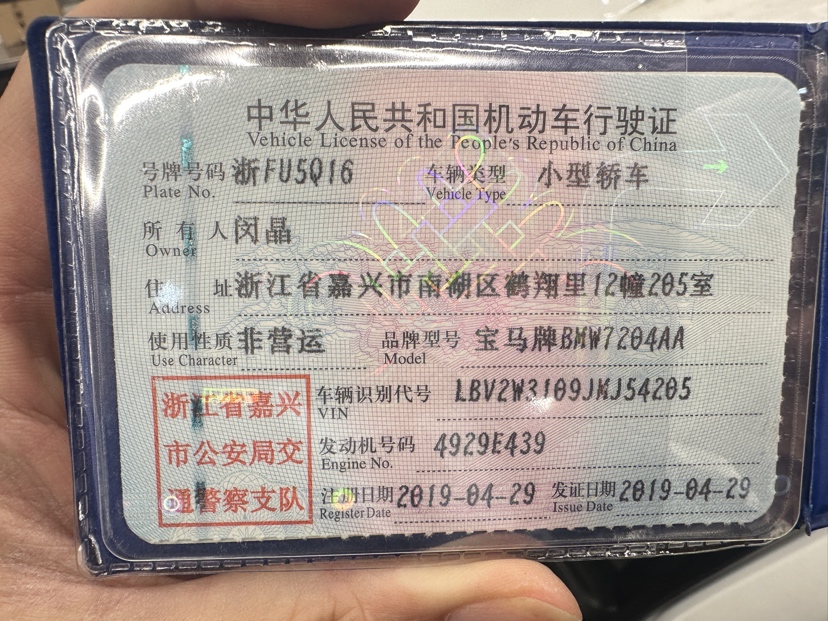 中华人民共和国机动车行驶证
Vehicle License of the People's Republic of China
号牌号码 浙FU5Q16 车辆类型 小型轿车
Plate No. Vehicle Type
所有人 闵晶
Owner
住址 浙江省嘉兴市南湖区鹤翔里12幢205室
Address
使用性质 非营运 品牌型号 宝马牌BMW7204AA
Use Character Model
浙江省嘉兴
市公安局交
通警察支队
车辆识别代号 LBV2W3109JMJ54205
VIN
发动机号码 4929E439
Engine No.
注册日期 2019-04-29 发证日期 2019-04-29
Register Date Issue Date